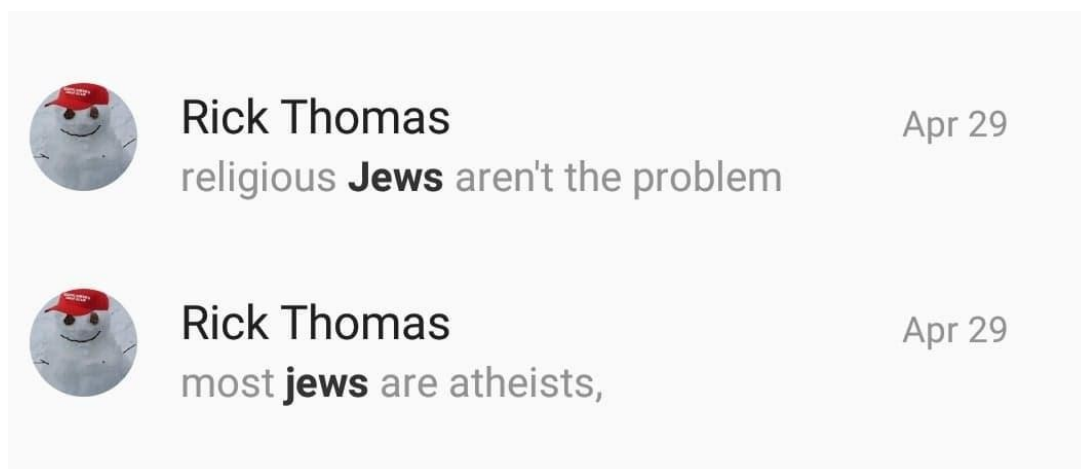 Rick Thomas
Apr 29
religious Jews aren't the problem
Rick Thomas
Apr 29
most jews are atheists,